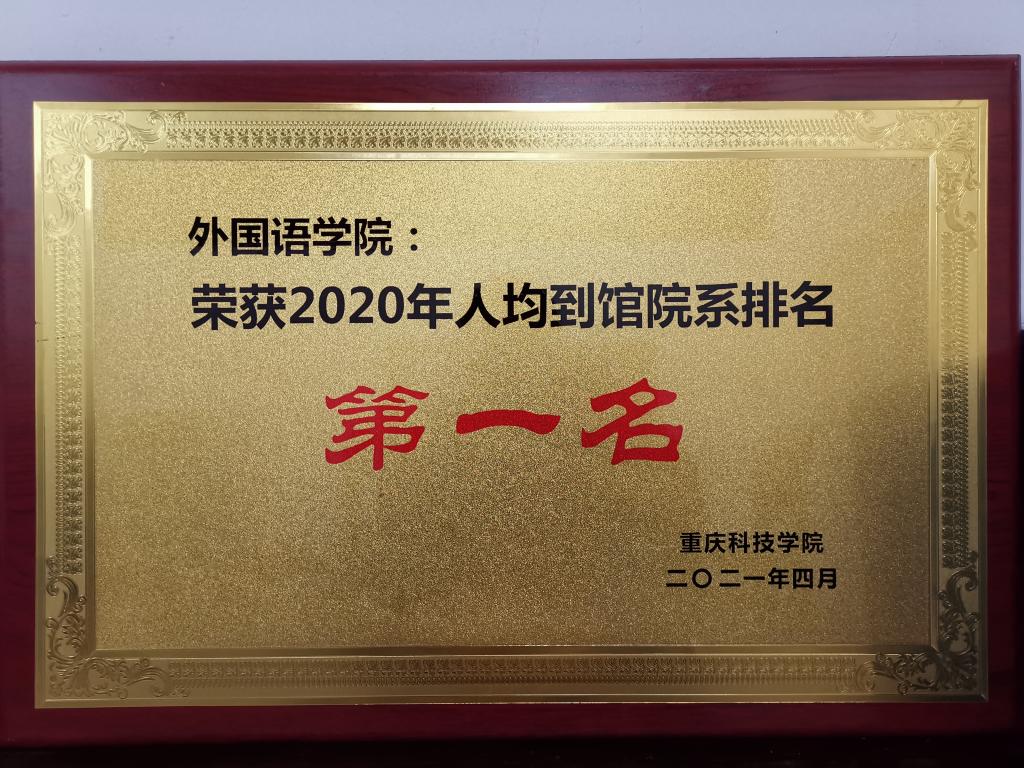 外国语学院：
荣获2020年人均到馆院系排名
第一名
重庆科技学院
二〇二一年四月